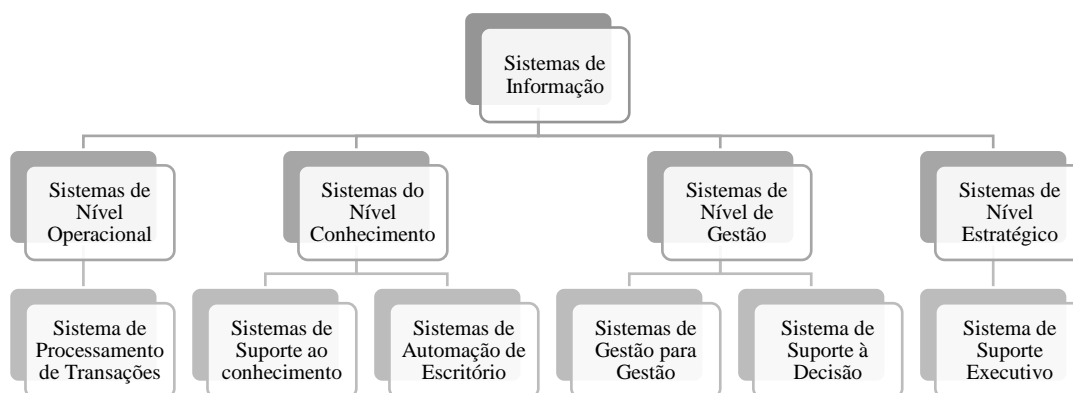 Sistemas de
Informação
Sistemas de
Nível
Operacional
Sistemas do
Nível
Conhecimento
Sistemas de
Nível de
Gestão
Sistemas de
Nível
Estratégico
Sistema de
Processamento
de Transações
Sistemas de
Suporte ao
conhecimento
Sistemas de
Automação de
Escritório
Sistemas de
Gestão para
Gestão
Sistema de
Suporte à
Decisão
Sistema de
Suporte
Executivo